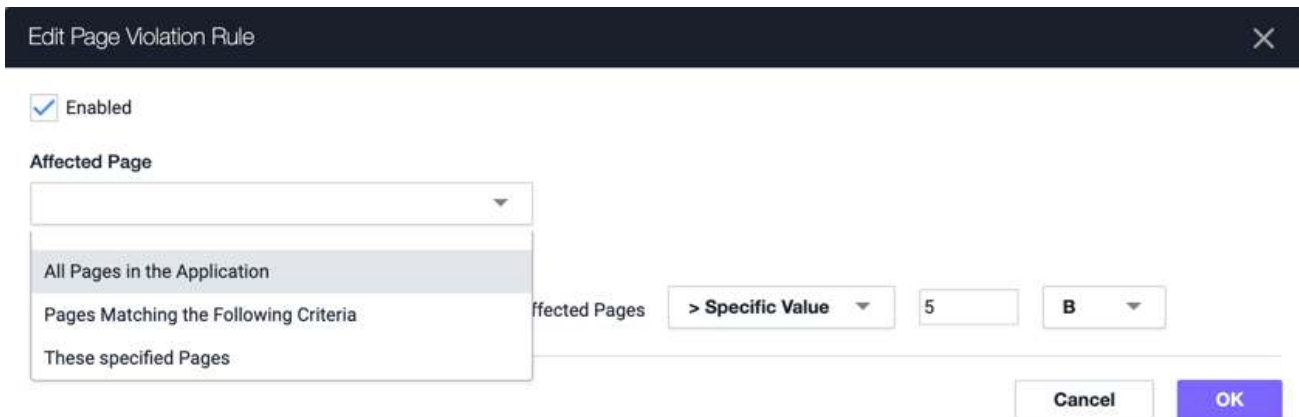 Edit Page Violation Rule
Enabled
Affected Page
All Pages in the Application
Pages Matching the Following Criteria
These specified Pages
ffected Pages > Specific Value 5 B
Cancel OK